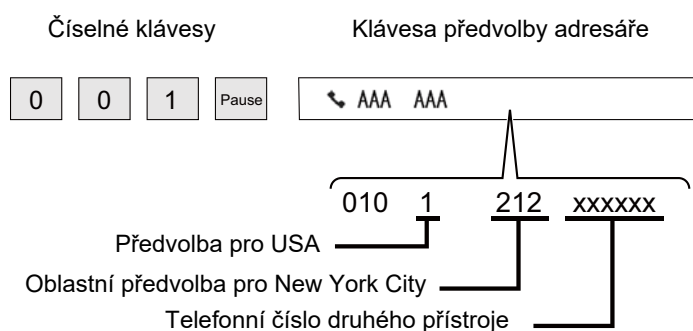 Číselné klávesy Klávesa předvolby adresáře
0 0 1 Pause AAA AAA
010 1 212 xxxxxx
Předvolba pro USA
Oblastní předvolba pro New York City
Telefonní číslo druhého přístroje